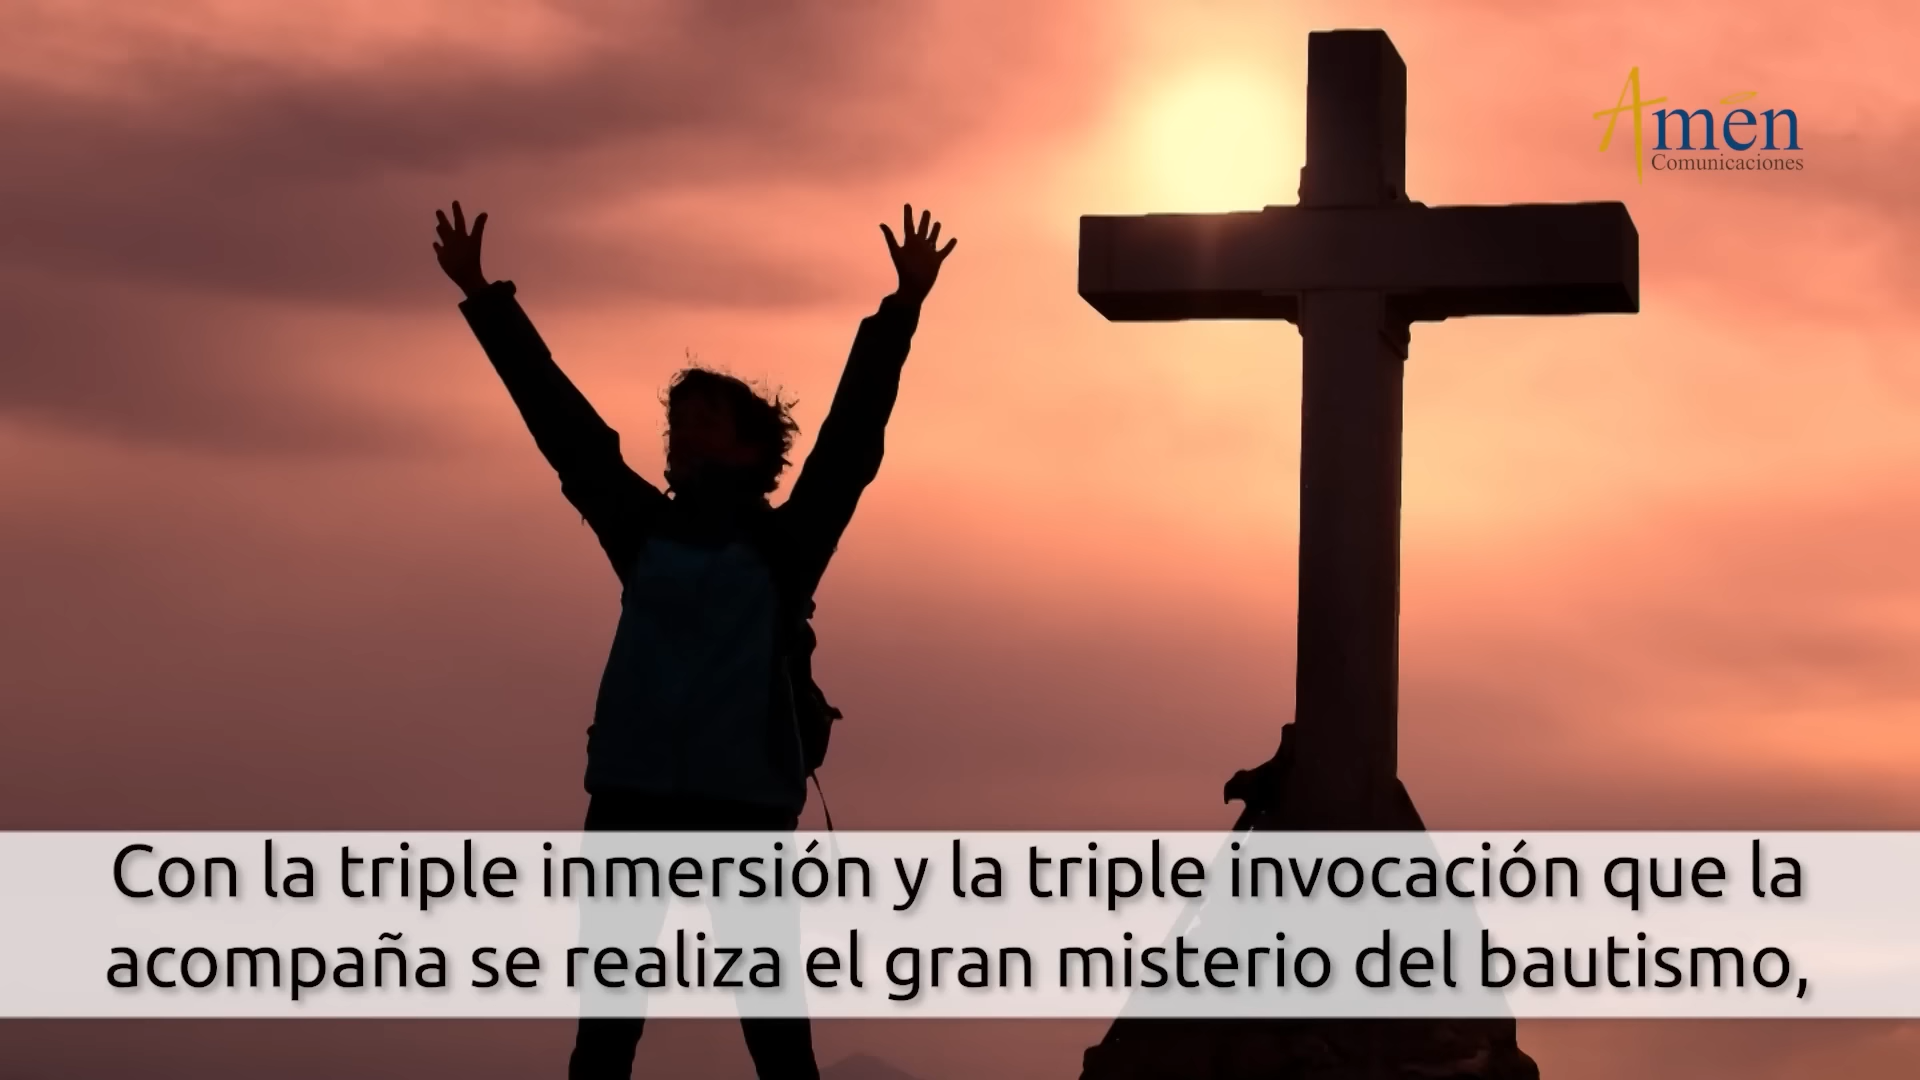 Amén
Comunicaciones
Con la triple inmersión y la triple invocación que la
acompaña se realiza el gran misterio del bautismo,